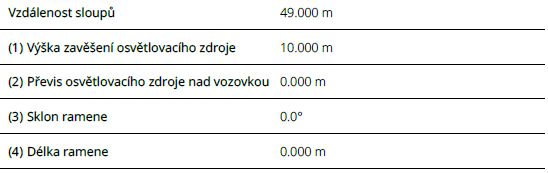 Vzdálenost sloupů 49.000 m
(1) Výška zavěšení osvětlovacího zdroje 10.000 m
(2) Převis osvětlovacího zdroje nad vozovkou 0.000 m
(3) Sklon ramene 0.0°
(4) Délka ramene 0.000 m